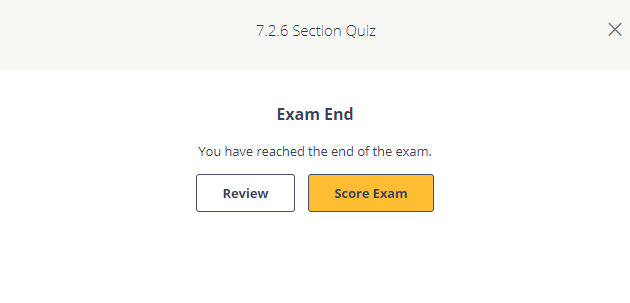 7.2.6 Section Quiz
Exam End
You have reached the end of the exam.
Review
Score Exam